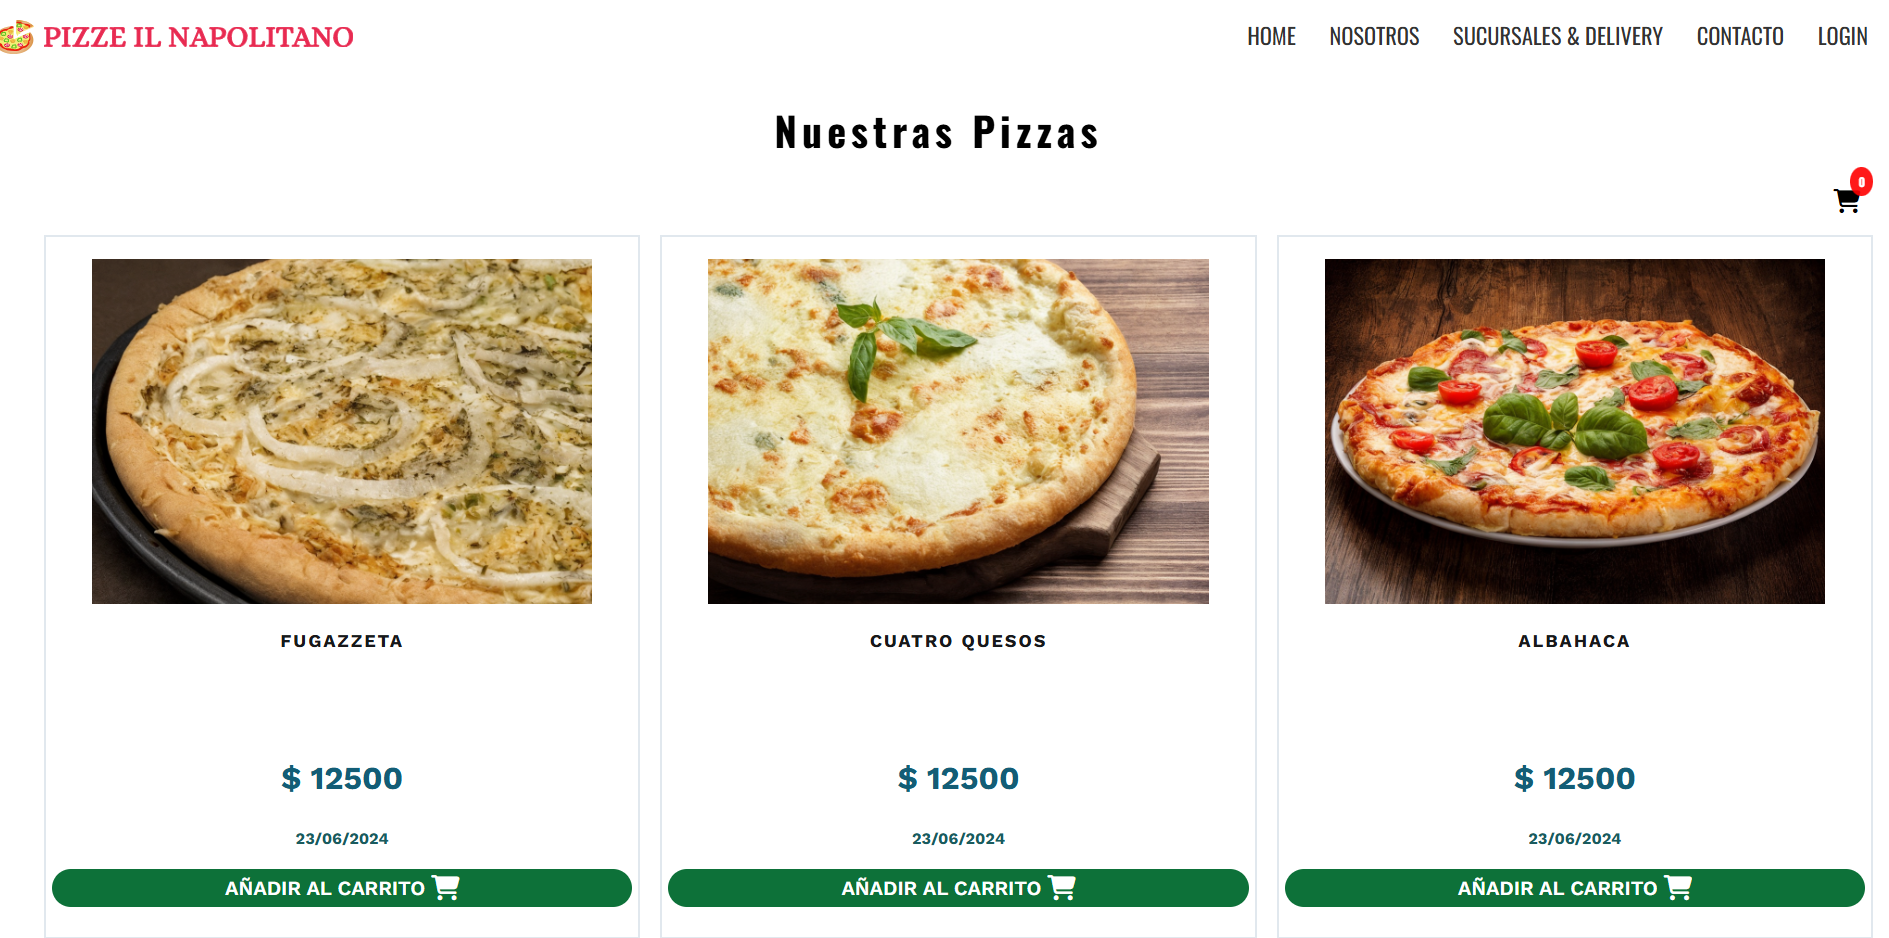 PIZZE IL NAPOLITANO
HOME NOSOTROS SUCURSALES & DELIVERY CONTACTO LOGIN
Nuestras Pizzas
0
FUGAZZETA
$ 12500
23/06/2024
AÑADIR AL CARRITO
CUATRO QUESOS
$ 12500
23/06/2024
AÑADIR AL CARRITO
ALBAHACA
$ 12500
23/06/2024
AÑADIR AL CARRITO